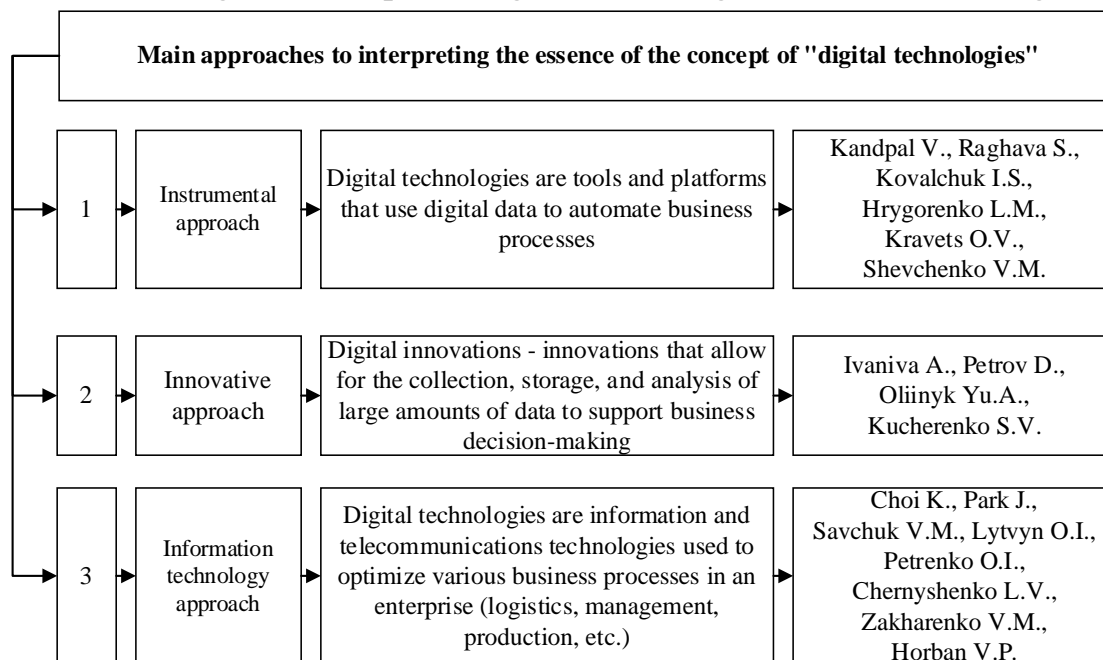 Main approaches to interpreting the essence of the concept of "digital technologies"
1
Instrumental
approach
Digital technologies are tools and platforms
that use digital data to automate business
processes
Kandpal V., Raghava S.,
Kovalchuk I.S.,
Hrygorenko L.M.,
Kravets O.V.,
Shevchenko V.M.
2
Innovative
approach
Digital innovations - innovations that allow
for the collection, storage, and analysis of
large amounts of data to support business
decision-making
Ivaniva A., Petrov D.,
Oliinyk Yu.A.,
Kucherenko S.V.
3
Information
technology
approach
Digital technologies are information and
telecommunications technologies used to
optimize various business processes in an
enterprise (logistics, management,
production, etc.)
Choi K., Park J.,
Savchuk V.M., Lytvyn O.I.,
Petrenko O.I.,
Chernyshenko L.V.,
Zakharenko V.M.,
Horban V.P.